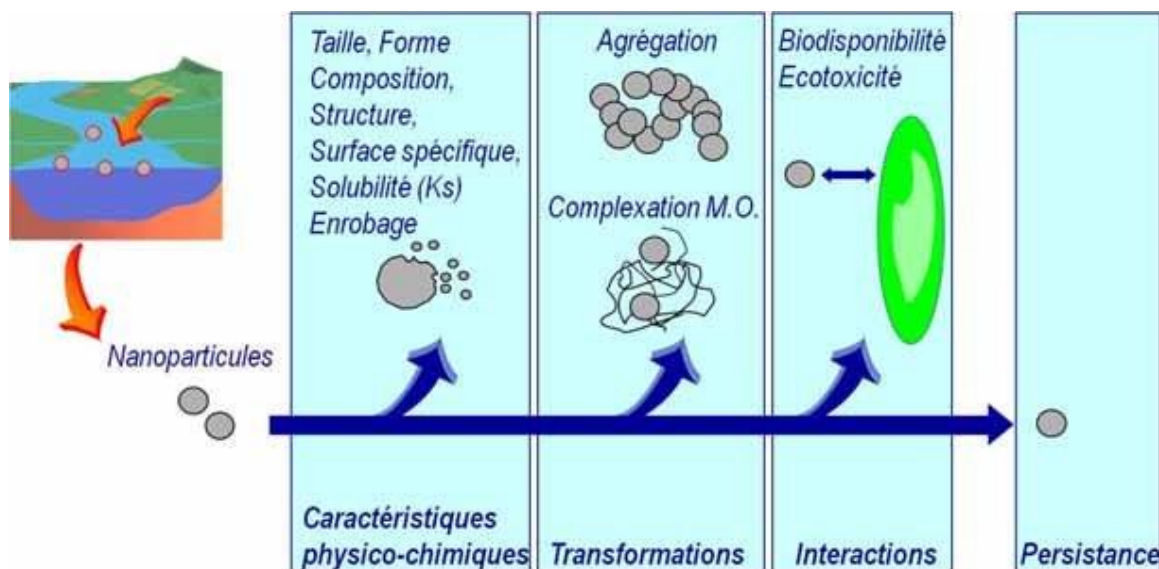 Nanoparticules
Taille, Forme
Composition,
Structure,
Surface spécifique,
Solubilité (Ks)
Enrobage
Caractéristiques
physico-chimiques
Agrégation
Complexation M.O.
Transformations
Biodisponibilité
Ecotoxicité
Interactions
Persistance